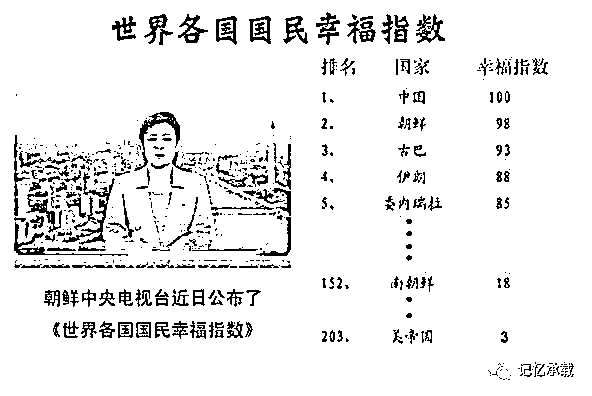 世界各国国民幸福指数
排名 国家 幸福指数
1、 中国 100
2、 朝鲜 98
3、 古巴 93
4、 伊朗 88
5、 委内瑞拉 85
152、 南朝鲜 18
203、 美帝国 3
朝鲜中央电视台近日公布了
《世界各国国民幸福指数》
记忆承载